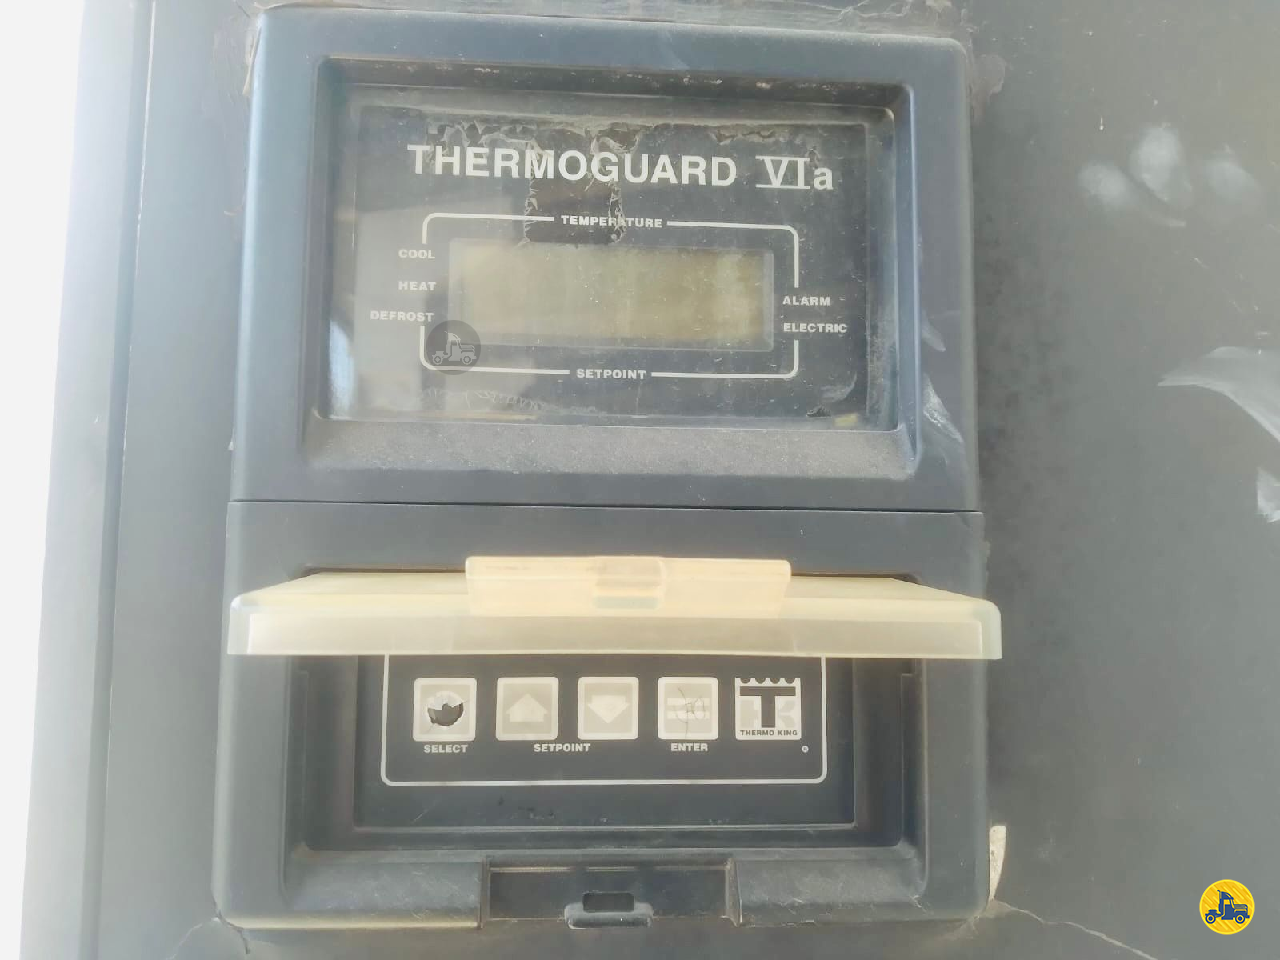 THERMOGUARD VIa
TEMPERATURE
COOL
HEAT
DEFROST
ALARM
ELECTRIC
SETPOINT
SELECT
SETPOINT
ENTER
THERMO KING